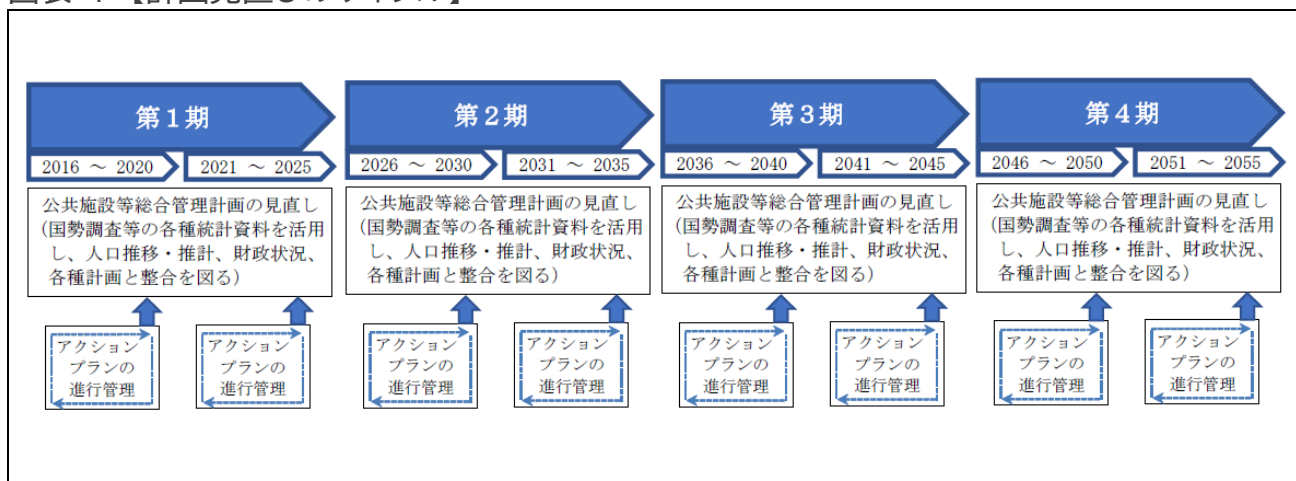 第1期
2016 ～ 2020
2021 ～ 2025
公共施設等総合管理計画の見直し
(国勢調査等の各種統計資料を活用
し、人口推移・推計、財政状況、
各種計画と整合を図る)
アクション
プランの
進行管理
アクション
プランの
進行管理
第2期
2026 ～ 2030
2031 ～ 2035
公共施設等総合管理計画の見直し
(国勢調査等の各種統計資料を活用
し、人口推移・推計、財政状況、
各種計画と整合を図る)
アクション
プランの
進行管理
アクション
プランの
進行管理
第3期
2036 ～ 2040
2041 ～ 2045
公共施設等総合管理計画の見直し
(国勢調査等の各種統計資料を活用
し、人口推移・推計、財政状況、
各種計画と整合を図る)
アクション
プランの
進行管理
アクション
プランの
進行管理
第4期
2046 ～ 2050
2051 ～ 2055
公共施設等総合管理計画の見直し
(国勢調査等の各種統計資料を活用
し、人口推移・推計、財政状況、
各種計画と整合を図る)
アクション
プランの
進行管理
アクション
プランの
進行管理